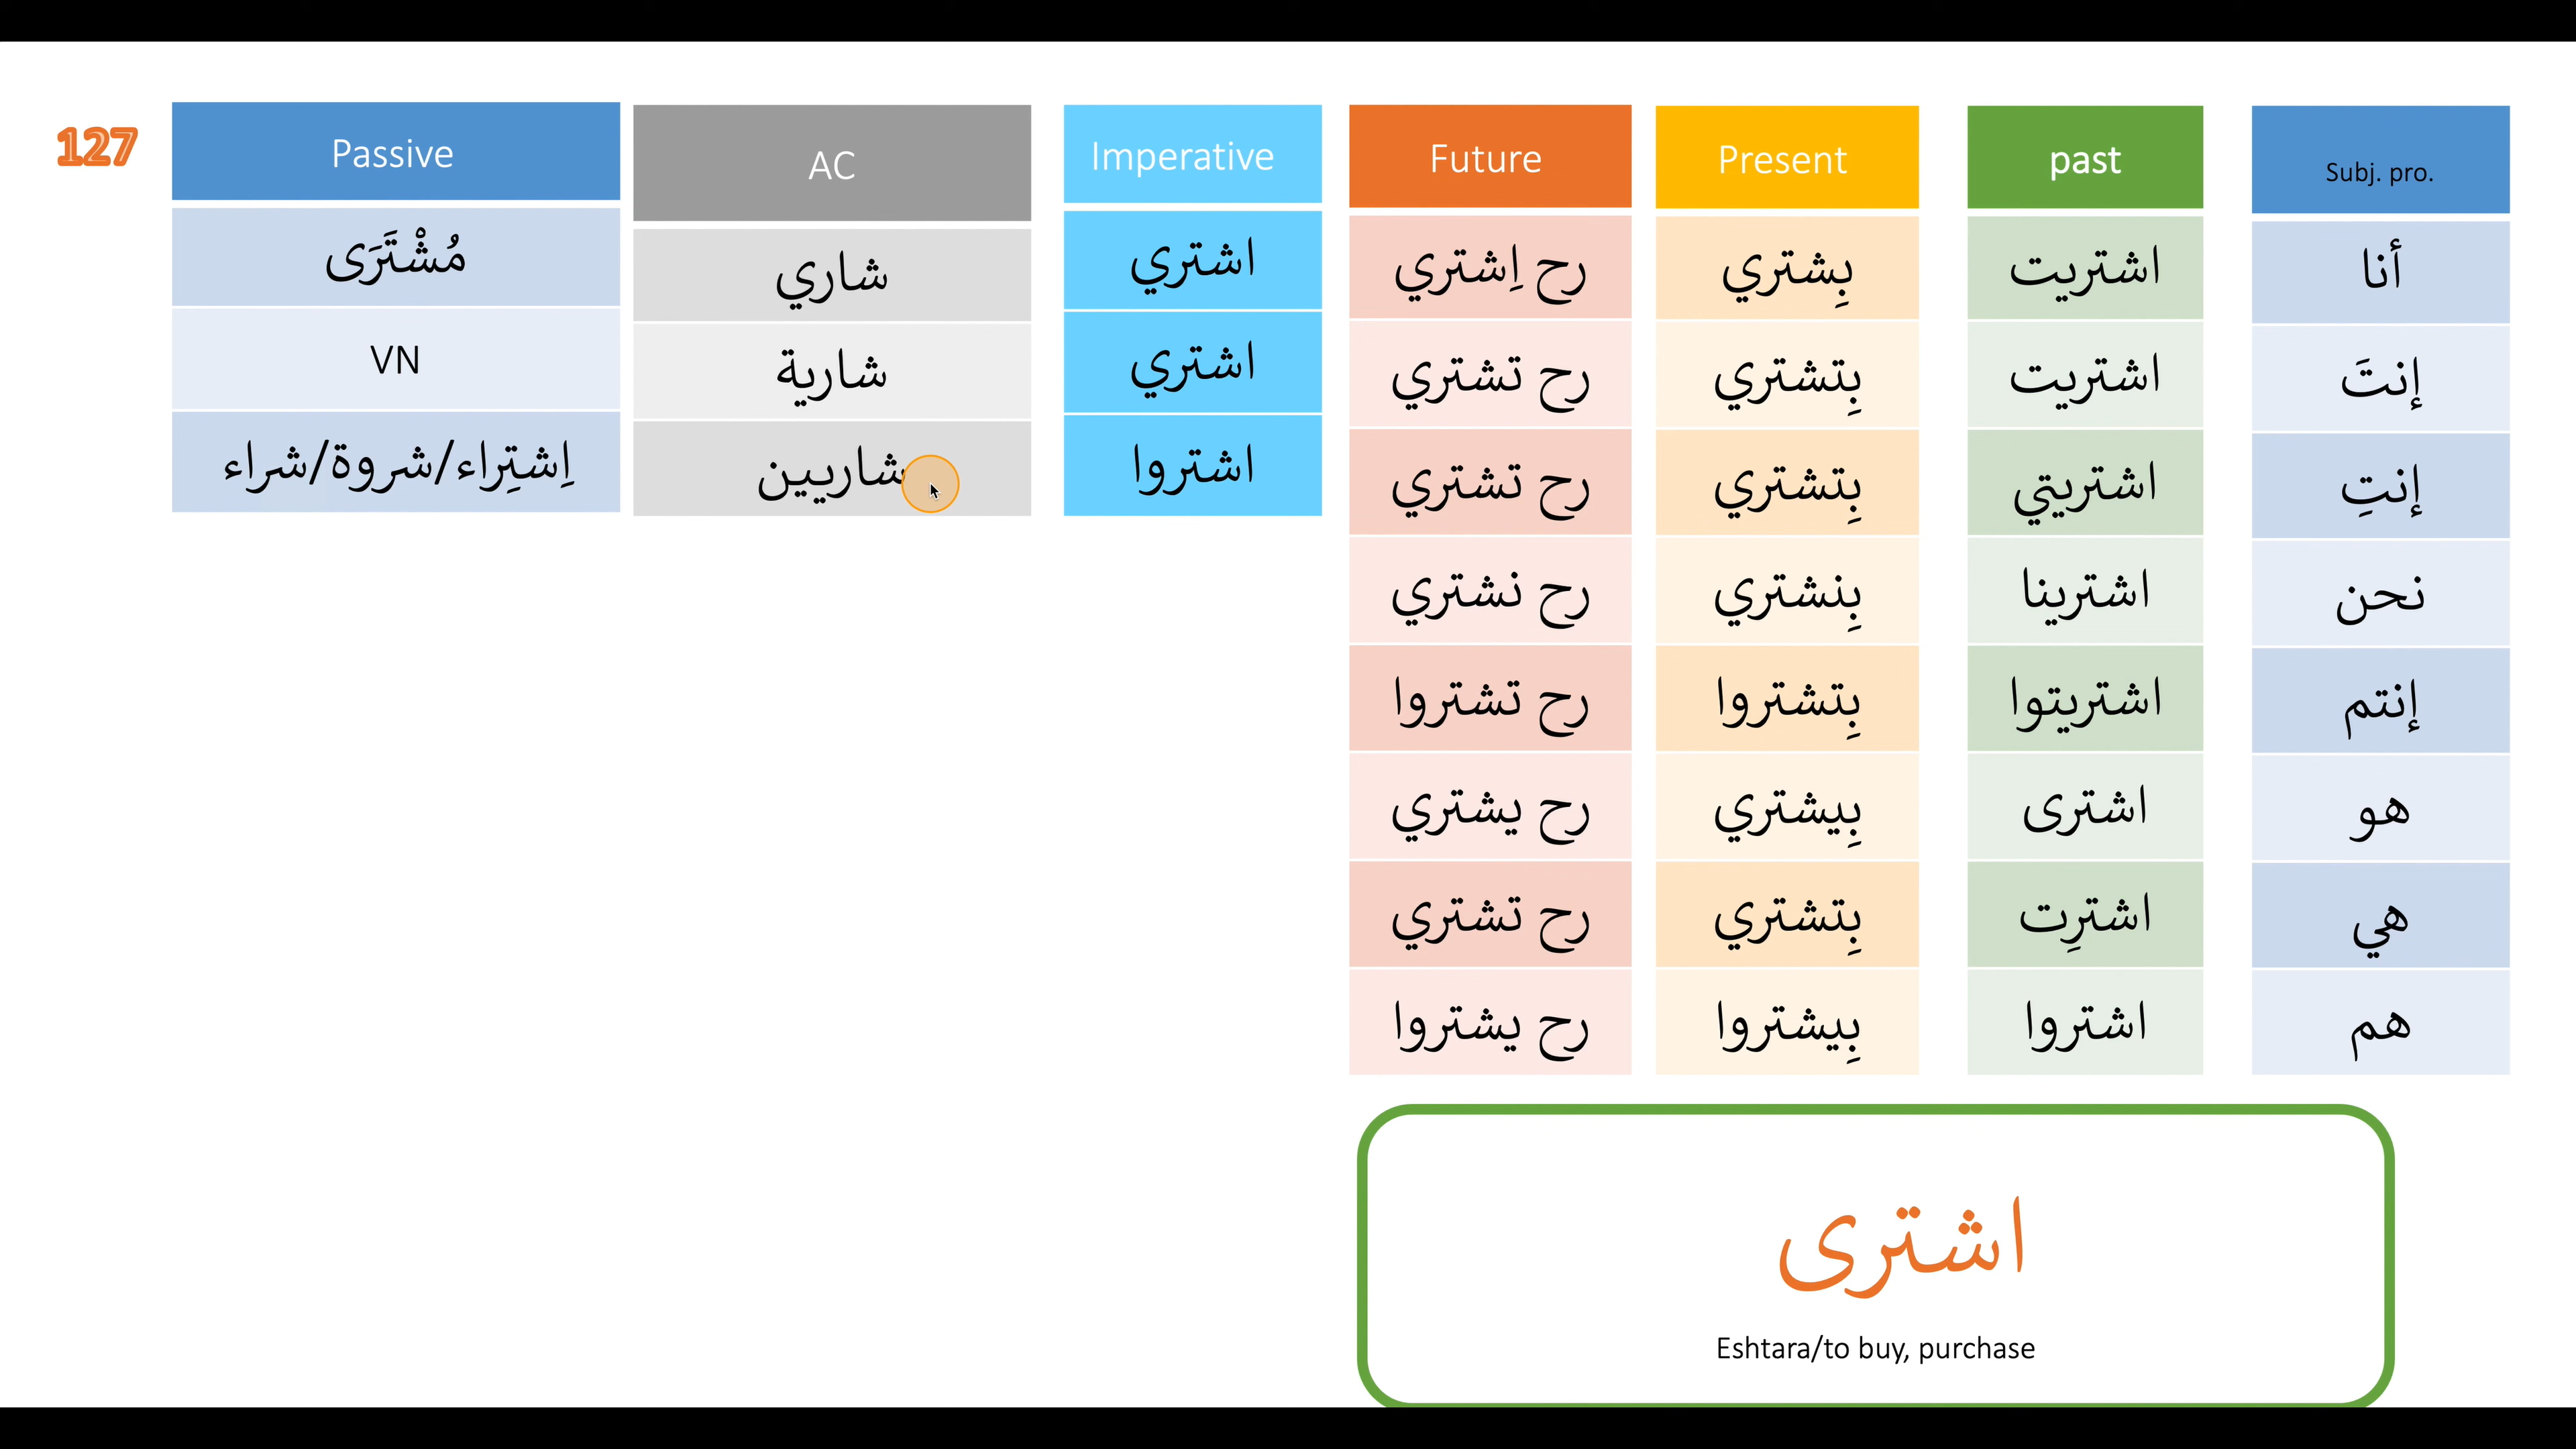 127
Passive
AC
Imperative
Future
Present
past
Subj. pro.
مُشْتَرَى
شاري
اشتري
رح اِشتري
بِشتري
اشتريت
أنا
VN
شارية
اشتري
رح تشتري
بِتشتري
اشتريت
إنتَ
اِشتِراء/شروة/شراء
شاريين
اشتروا
رح تشتري
بِتشتري
اشتريتي
إنتِ
رح نشتري
بِنشتري
اشترينا
نحن
رح تشتروا
بِتشتروا
اشتريتوا
إنتم
رح يشتري
بِيشتري
اشترى
هو
رح تشتري
بِتشتري
اشترِت
هي
رح يشتروا
بِيشتروا
اشتروا
هم
اشترى
Eshtara/to buy, purchase